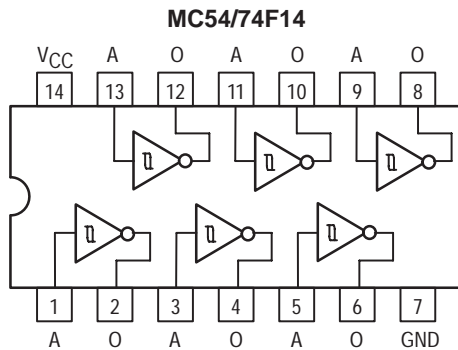 MC54/74F14
VCC A O A O A O
14 13 12 11 10 9 8
1 2 3 4 5 6 7
A O A O A O GND